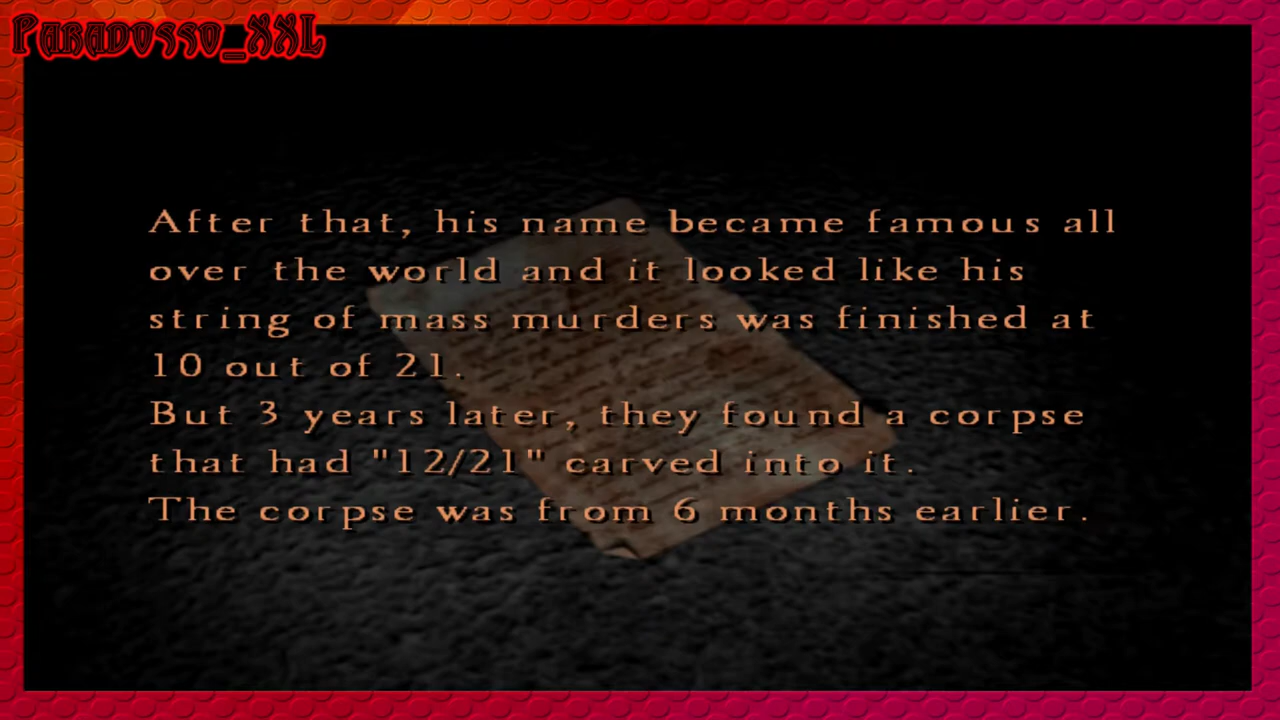 Paradosso_XXL
After that, his name became famous all
over the world and it looked like his
string of mass murders was finished at
10 out of 21.
But 3 years later, they found a corpse
that had "12/21" carved into it.
The corpse was from 6 months earlier.